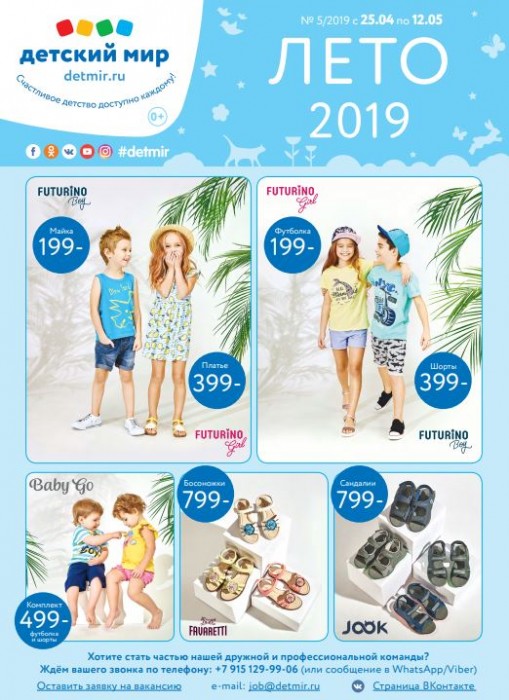 № 5/2019 с 25.04 по 12.05
детский мир
detmir.ru
Счастливое детство доступно каждому!
0+
ЛЕТО
2019
#detmir
FUTURINO
Boy
Майка
199-
Платье
399-
FUTURINO
Girl
FUTURINO
Girl
Футболка
199-
Шорты
399-
FUTURINO
Boy
Baby Go
Комплект
499-
футболка
и шорты
Босоножки
799-
FAVARETTI
Сандалии
799-
JOOK
Хотите стать частью нашей дружной и профессиональной команды?
Ждём вашего звонка по телефону: +7 915 129-99-06 (или сообщение в WhatsApp/Viber)
Оставить заявку на вакансию e-mail: job@detmir.ru Страница ВКонтакте